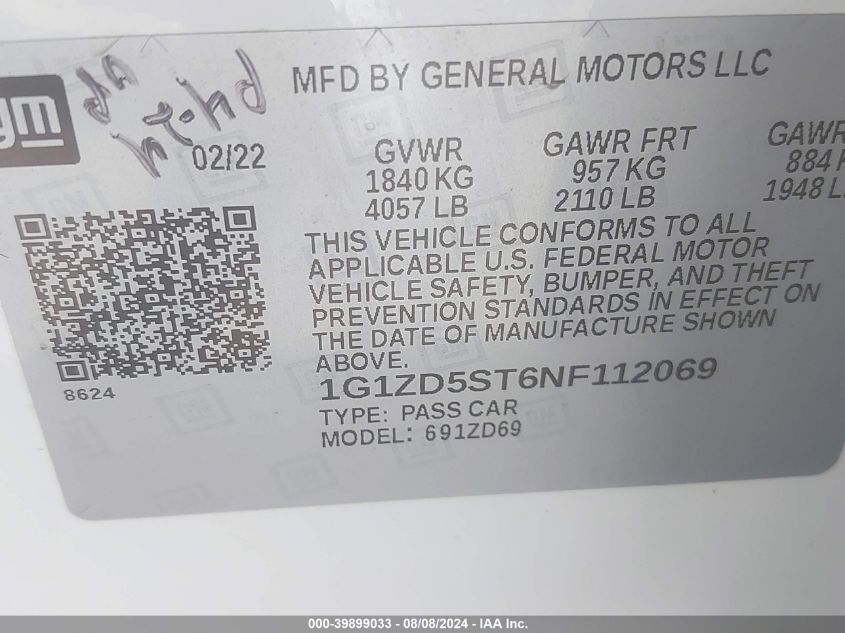 gm
MFD BY GENERAL MOTORS LLC
02/22
GVWR
1840 KG
4057 LB
GAWR FRT
957 KG
2110 LB
GAWR
884 K
1948 L
THIS VEHICLE CONFORMS TO ALL
APPLICABLE U.S. FEDERAL MOTOR
VEHICLE SAFETY, BUMPER, AND THEFT
PREVENTION STANDARDS IN EFFECT ON
THE DATE OF MANUFACTURE SHOWN
ABOVE.
8624
1G1ZD5ST6NF112069
TYPE: PASS CAR
MODEL: 691ZD69
000-39899033 - 08/08/2024 - IAA Inc.